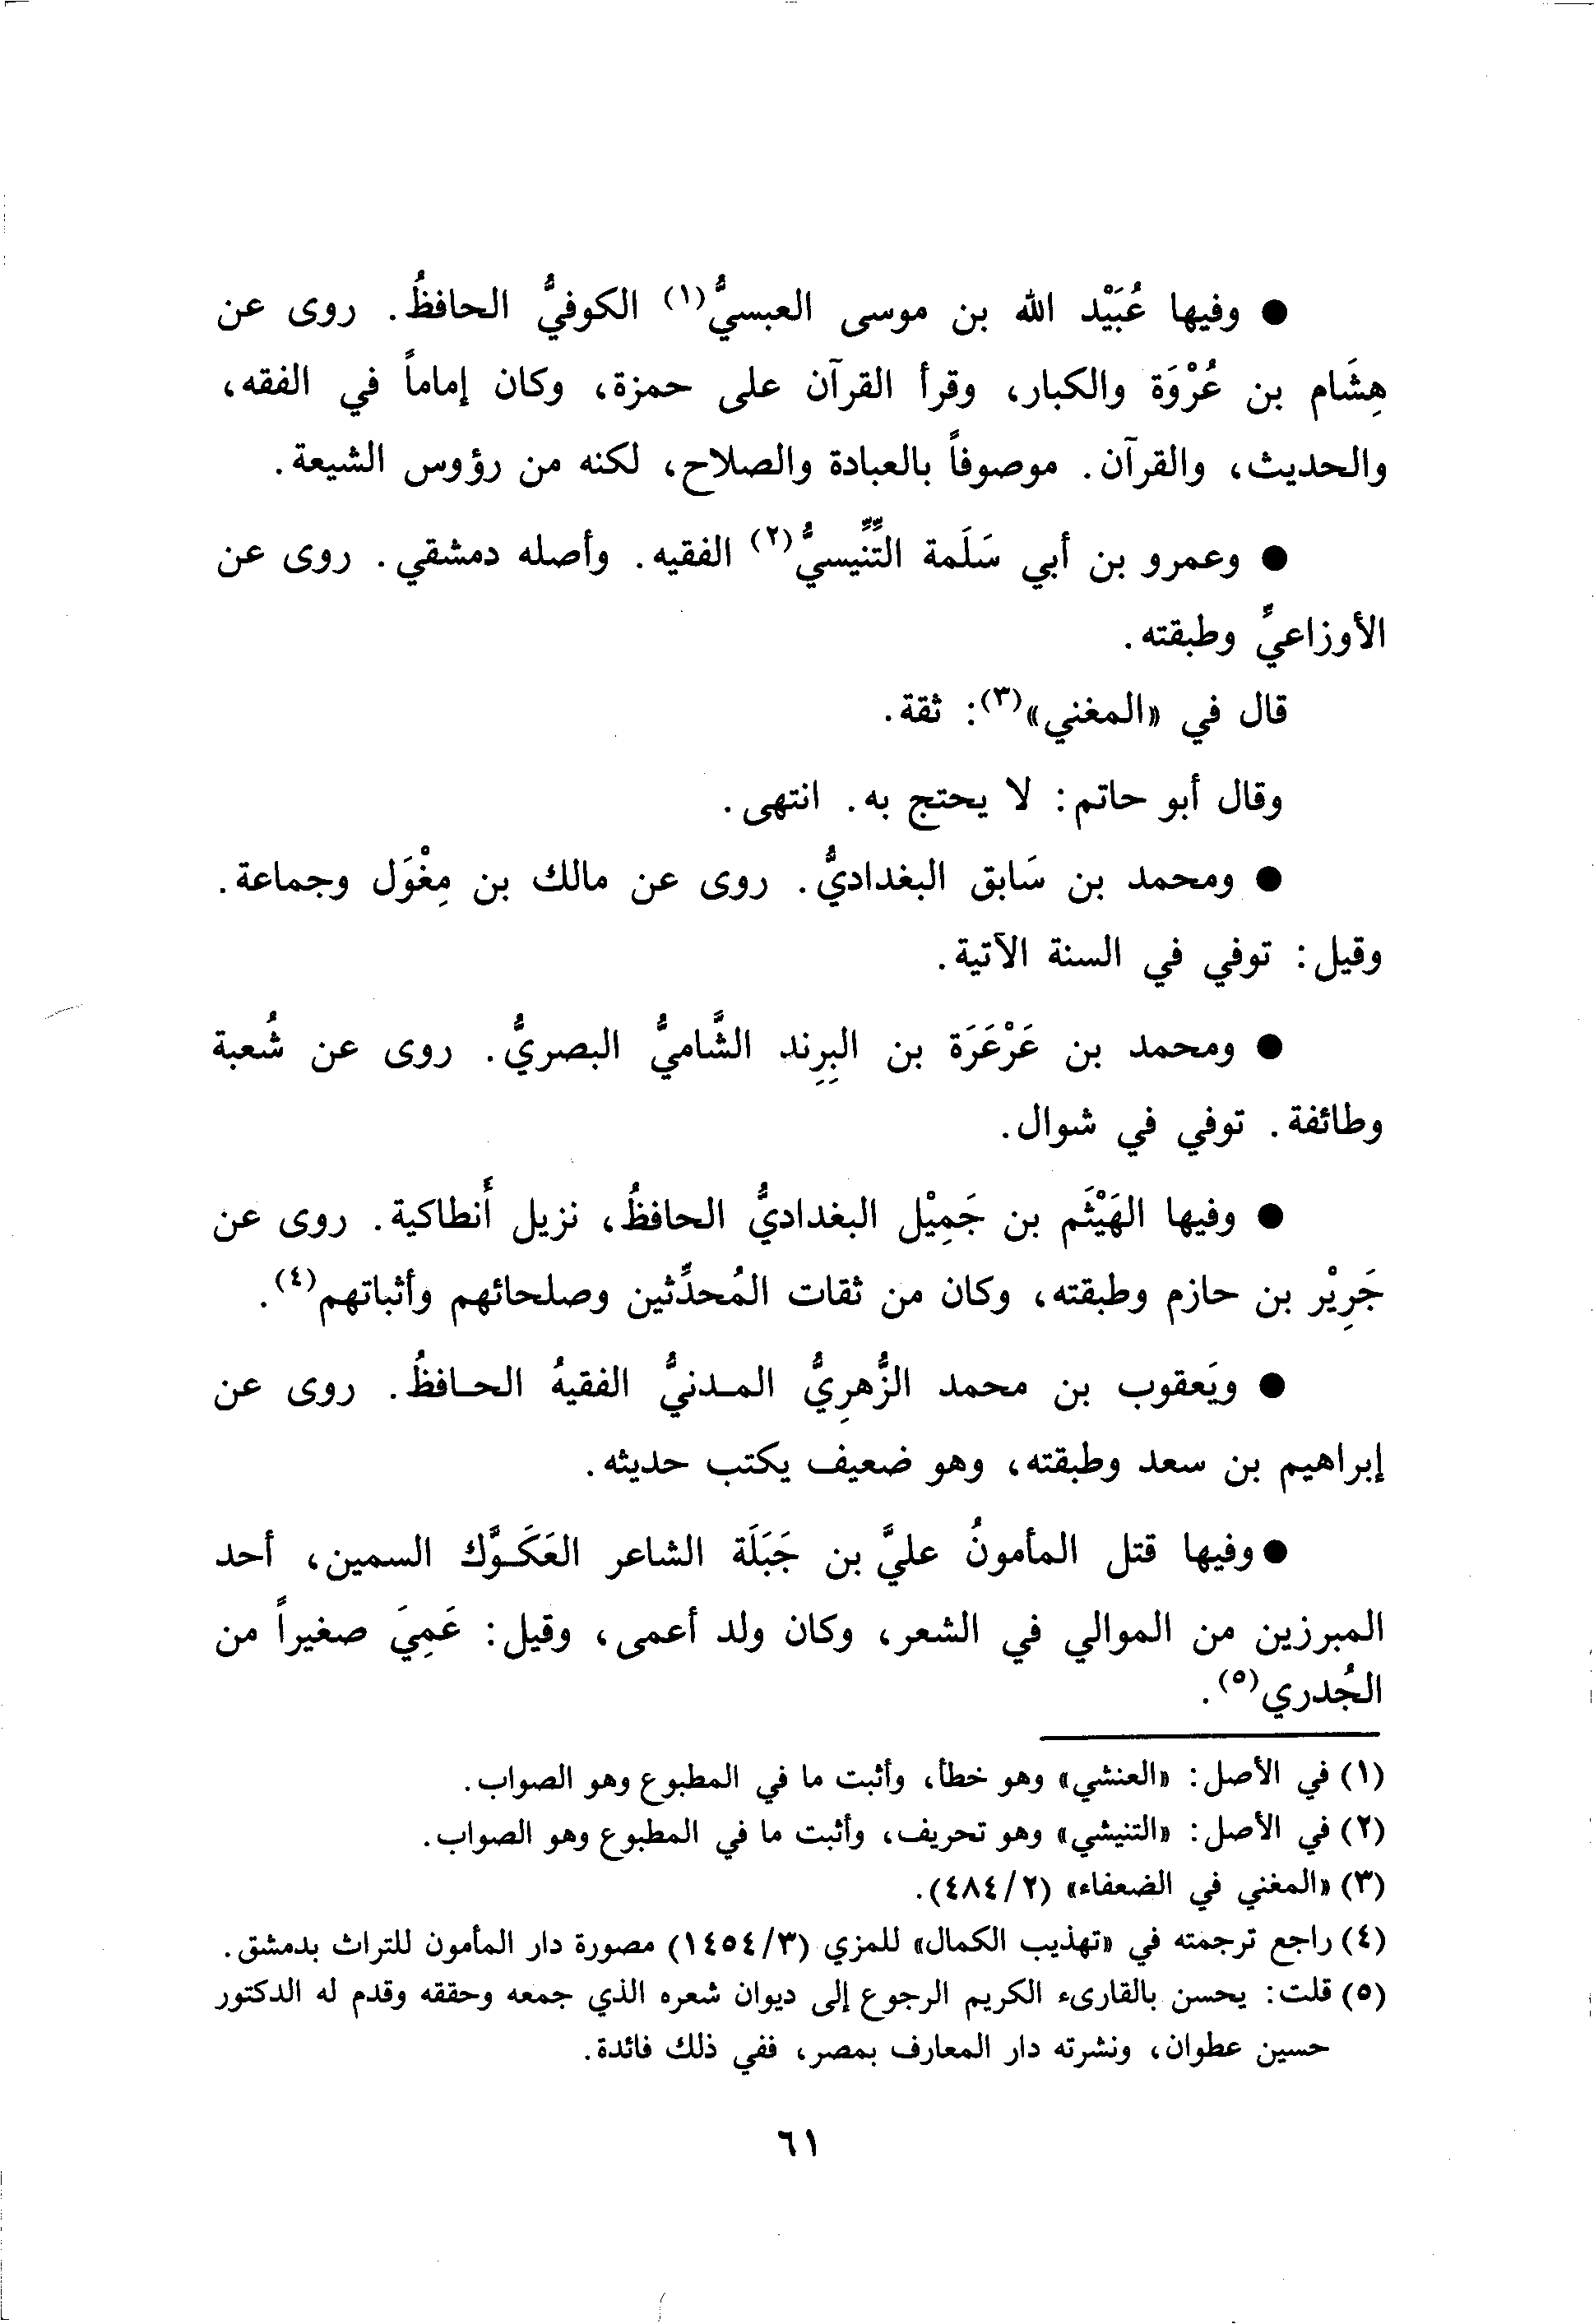 ● وفيها عُبَيْد الله بن موسى العبسيُّ(١) الكوفيُّ الحافظُ. روى عن
هِشَام بن عُرْوَة والكبار، وقرأ القرآن على حمزة، وكان إماماً في الفقه،
والحديث، والقرآن. موصوفاً بالعبادة والصلاح، لكنه من رؤوس الشيعة.
● وعمرو بن أبي سَلَمة التِّنِّيسيُّ(٢) الفقيه. وأصله دمشقي. روى عن
الأوزاعيِّ وطبقته.
قال في «المغني»(٣): ثقة.
وقال أبو حاتم: لا يحتج به. انتهى.
● ومحمد بن سَابق البغداديُّ. روى عن مالك بن مِغْوَل وجماعة.
وقيل: توفي في السنة الآتية.
● ومحمد بن عَرْعَرَة بن البِرِند الشَّاميُّ البصريُّ. روى عن شُعبة
وطائفة. توفي في شوال.
● وفيها الهَيْثَم بن جَمِيْل البغداديُّ الحافظُ، نزيل أَنطاكية. روى عن
جَرِيْر بن حازم وطبقته، وكان من ثقات المُحدِّثين وصلحائهم وأثباتهم(٤).
● ويَعقوب بن محمد الزُّهرِيُّ المـدنيُّ الفقيهُ الحـافظُ. روى عن
إبراهيم بن سعد وطبقته، وهو ضعيف يكتب حديثه.
● وفيها قتل المأمونُ عليَّ بن جَبَلَة الشاعر العَكَـوَّك السمين، أحد
المبرزين من الموالي في الشعر، وكان ولد أعمى، وقيل: عَمِيَ صغيراً من
الجُدري(٥).
(١) في الأصل: «العنشي» وهو خطأ، وأثبت ما في المطبوع وهو الصواب.
(٢) في الأصل: «التنيشي» وهو تحريف، وأثبت ما في المطبوع وهو الصواب.
(٣) «المغني في الضعفاء» (٤٨٤/٢).
(٤) راجع ترجمته في «تهذيب الكمال» للمزي (١٤٥٤/٣) مصورة دار المأمون للتراث بدمشق.
(٥) قلت: يحسن بالقارىء الكريم الرجوع إلى ديوان شعره الذي جمعه وحققه وقدم له الدكتور
حسين عطوان، ونشرته دار المعارف بمصر، ففي ذلك فائدة.
٦١